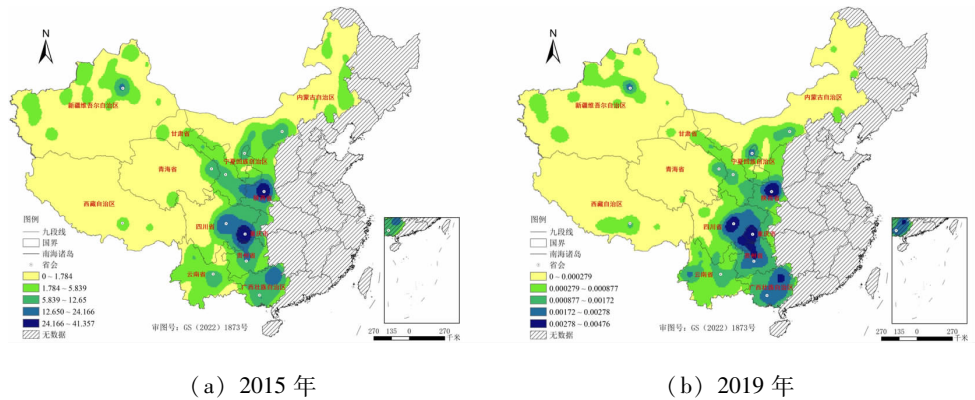 N
新疆维吾尔自治区
内蒙古自治区
甘肃省
宁夏回族自治区
青海省
西藏自治区
四川省
云南省
广西壮族自治区
图例
九段线
国界
南海诸岛
省会
0~1.784
1.784~5.839
5.839~12.65
12.650~24.166
24.166~41.357
无数据
审图号：GS（2022）1873号
270 135 0 270
千米
(a) 2015 年
N
新疆维吾尔自治区
内蒙古自治区
甘肃省
宁夏回族自治区
青海省
西藏自治区
四川省
云南省
广西壮族自治区
图例
九段线
国界
南海诸岛
省会
0~0.000279
0.000279~0.000877
0.000877~0.00172
0.00172~0.00278
0.00278~0.00476
无数据
审图号：GS（2022）1873号
270 135 0 270
千米
(b) 2019 年